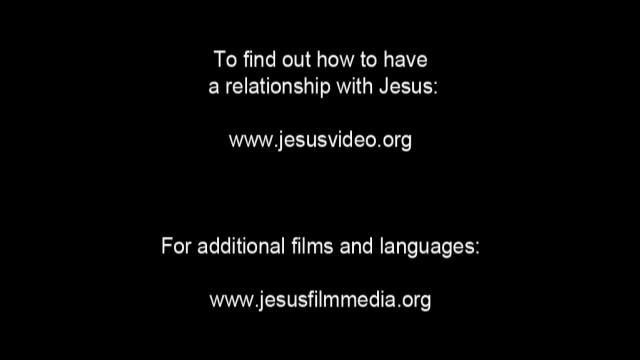 To find out how to have
a relationship with Jesus:
www.jesusvideo.org
For additional films and languages:
www.jesusfilmmedia.org